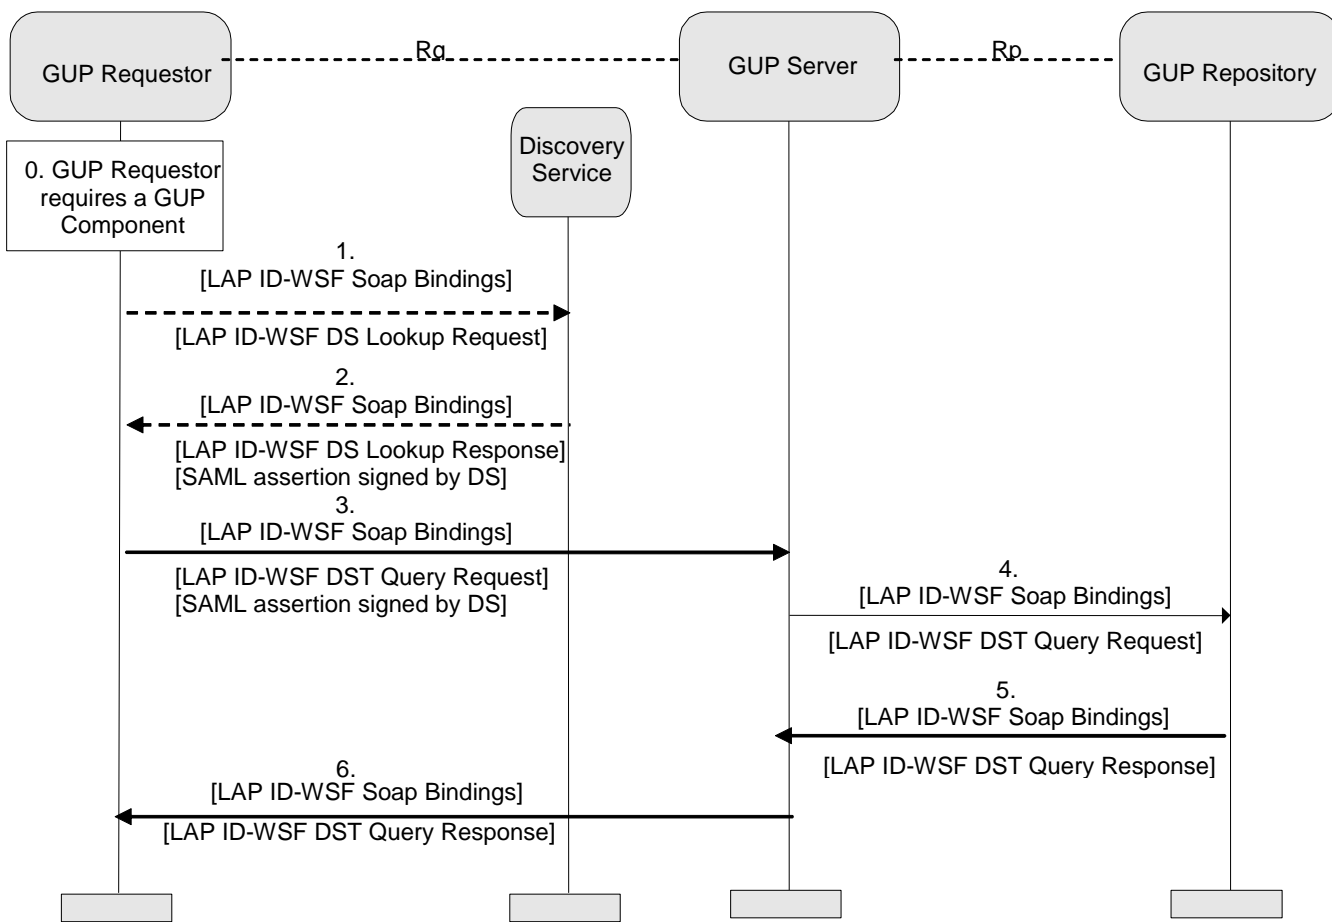 GUP Requestor
Rg
GUP Server
Rp
GUP Repository
0. GUP Requestor
requires a GUP
Component
Discovery
Service
1.
[LAP ID-WSF Soap Bindings]
[LAP ID-WSF DS Lookup Request]
2.
[LAP ID-WSF Soap Bindings]
[LAP ID-WSF DS Lookup Response]
[SAML assertion signed by DS]
3.
[LAP ID-WSF Soap Bindings]
[LAP ID-WSF DST Query Request]
[SAML assertion signed by DS]
4.
[LAP ID-WSF Soap Bindings]
[LAP ID-WSF DST Query Request]
5.
[LAP ID-WSF Soap Bindings]
[LAP ID-WSF DST Query Response]
6.
[LAP ID-WSF Soap Bindings]
[LAP ID-WSF DST Query Response]